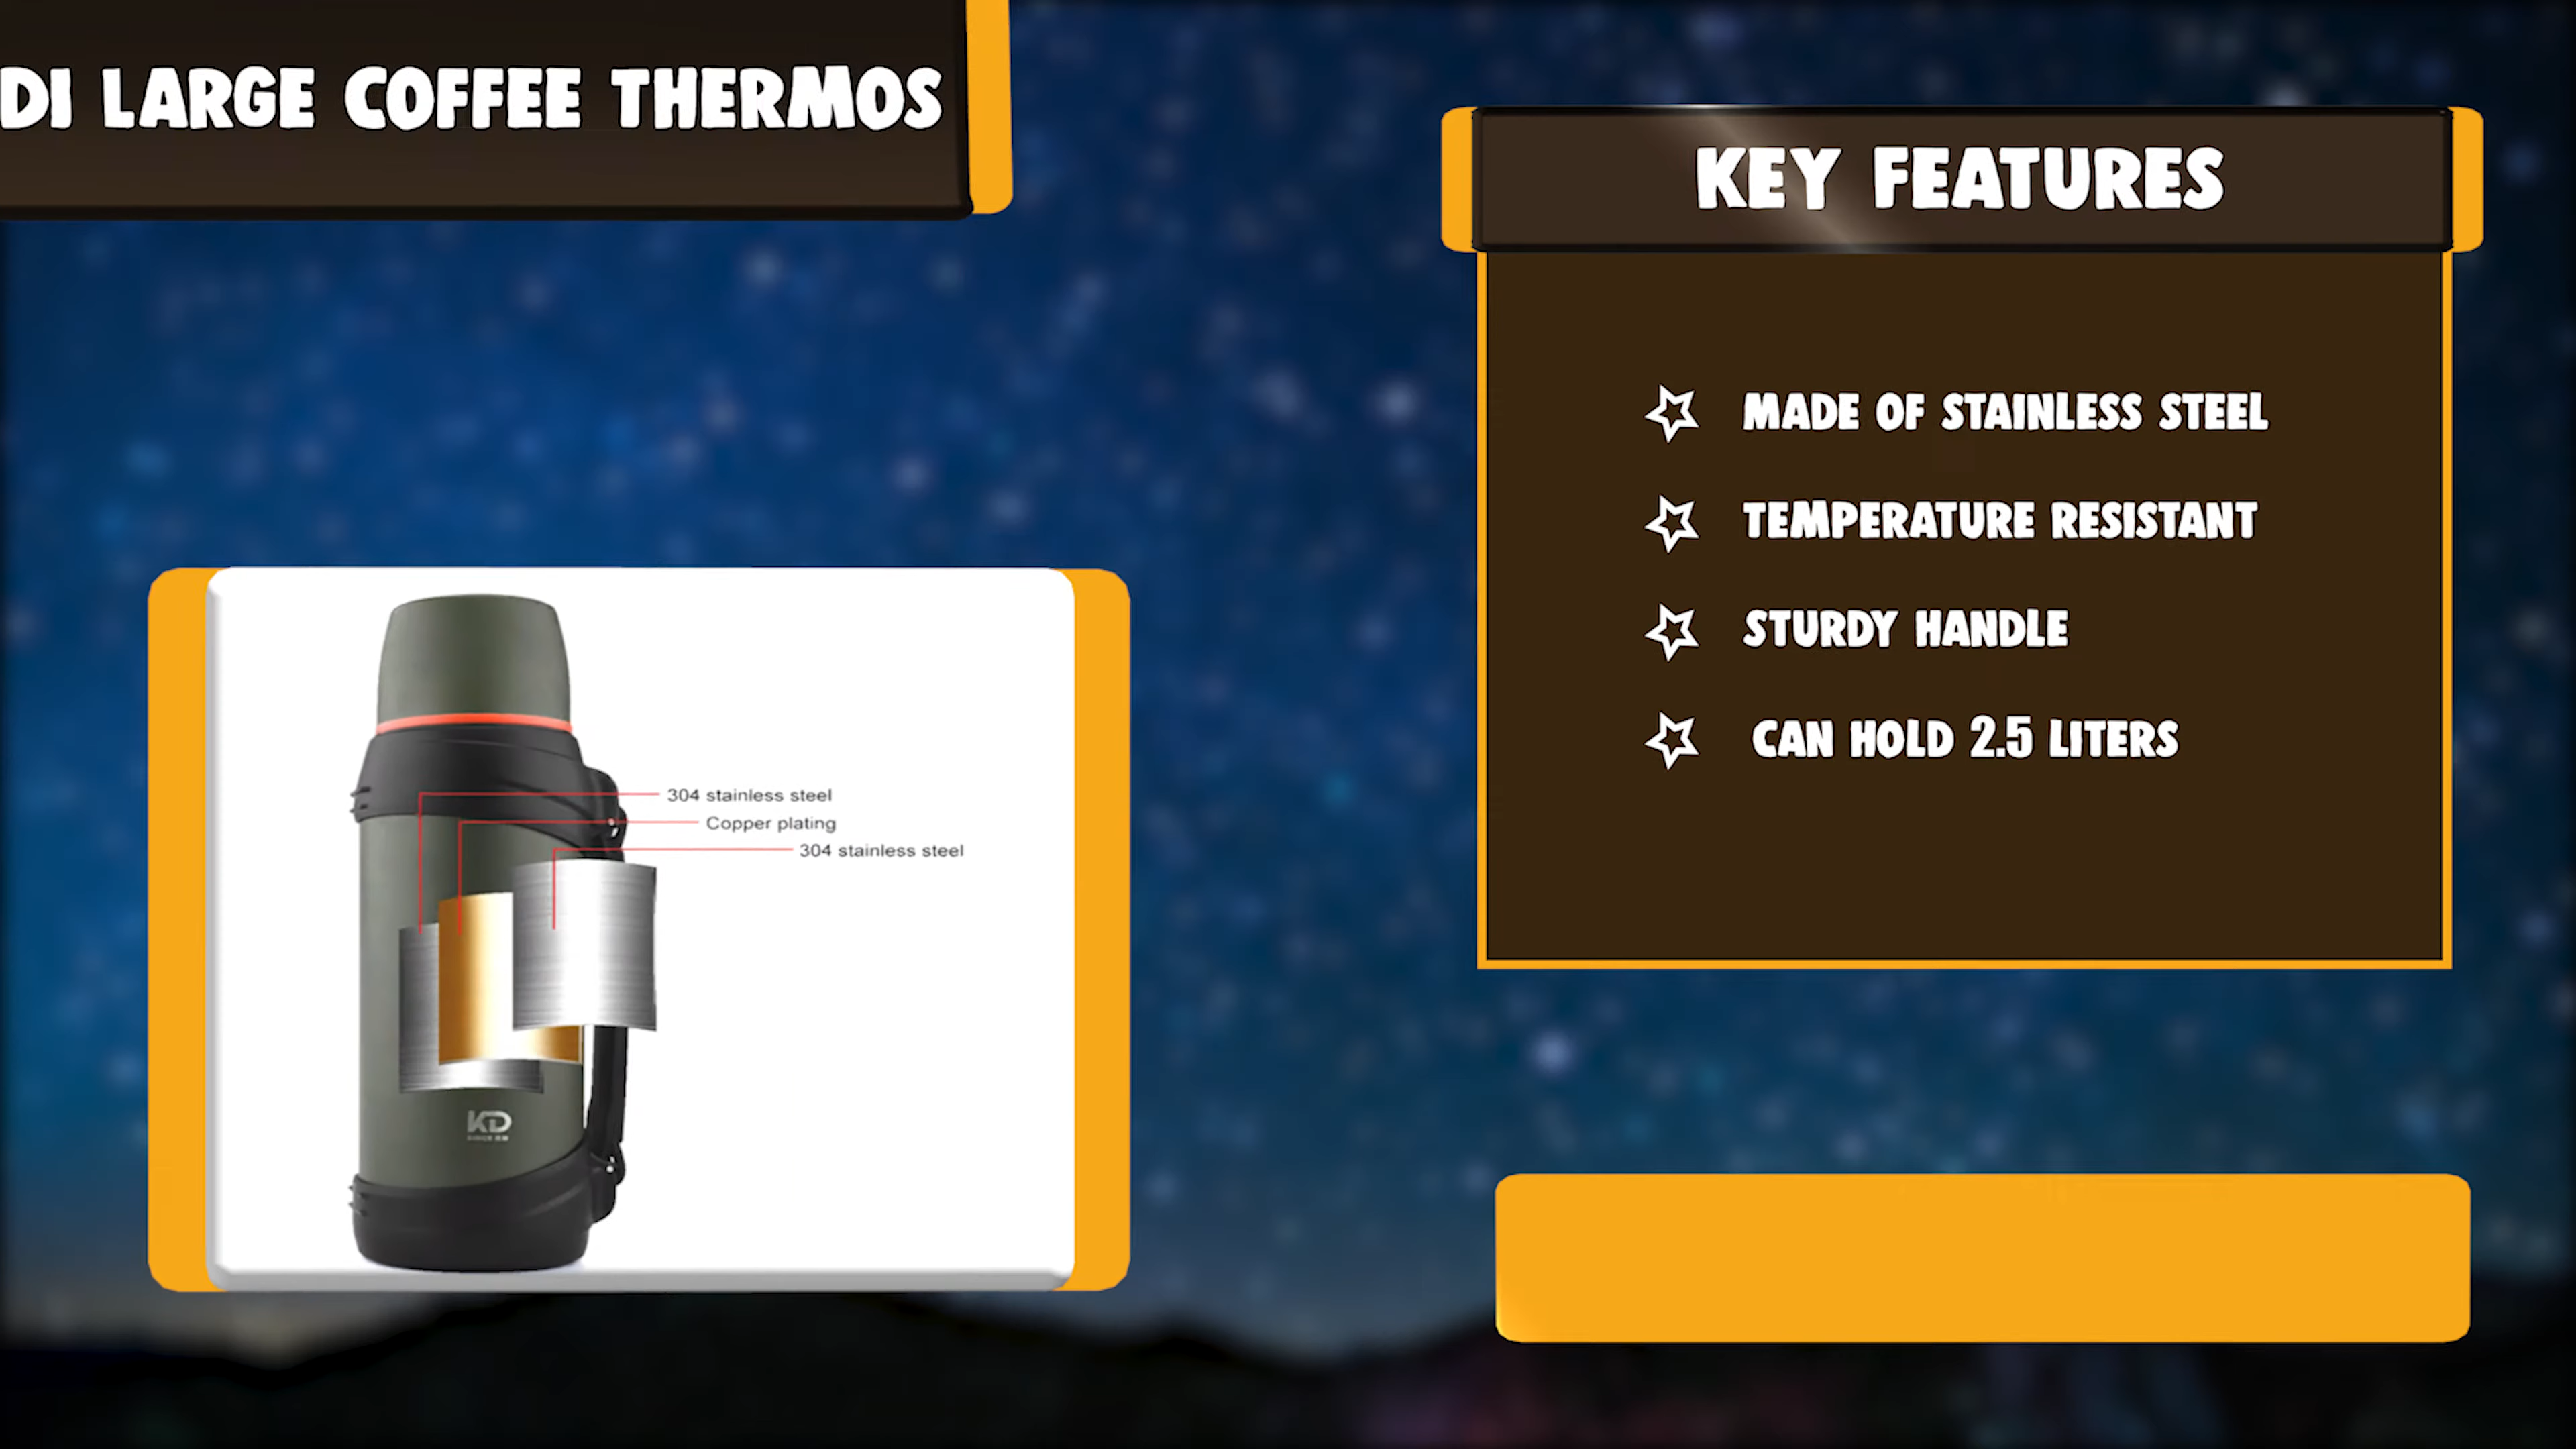 DI LARGE COFFEE THERMOS
KEY FEATURES
MADE OF STAINLESS STEEL
TEMPERATURE RESISTANT
STURDY HANDLE
CAN HOLD 2.5 LITERS
304 stainless steel
Copper plating
304 stainless steel
KD